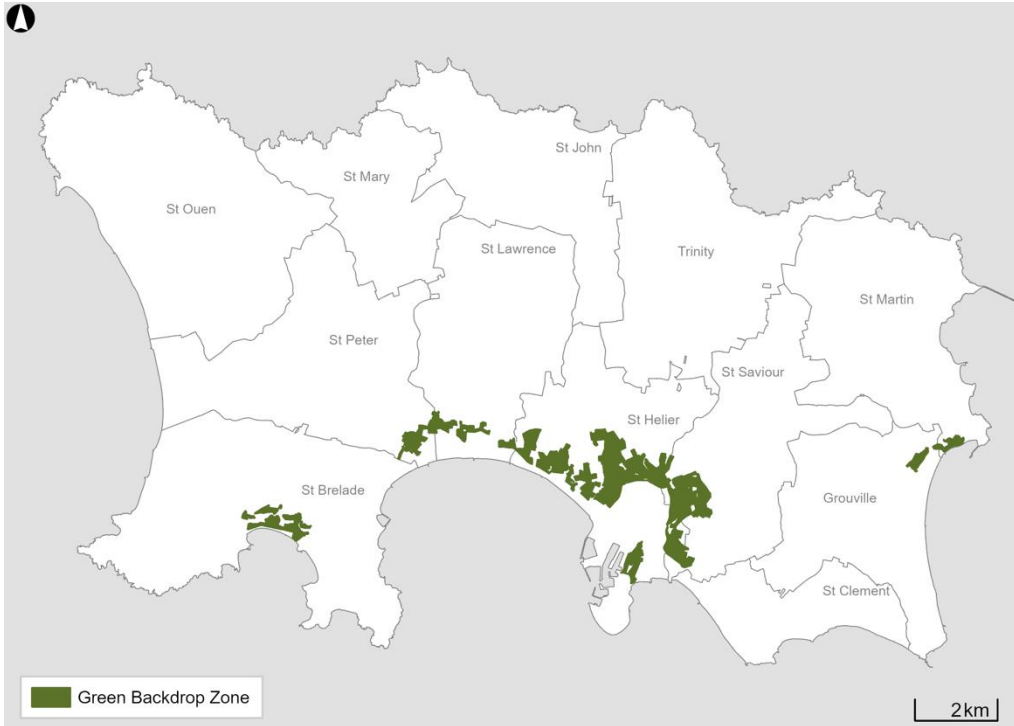 St John
St Mary
St Ouen
St Lawrence
Trinity
St Martin
St Peter
St Saviour
St Helier
St Brelade
Grouville
St Clement
Green Backdrop Zone
2km